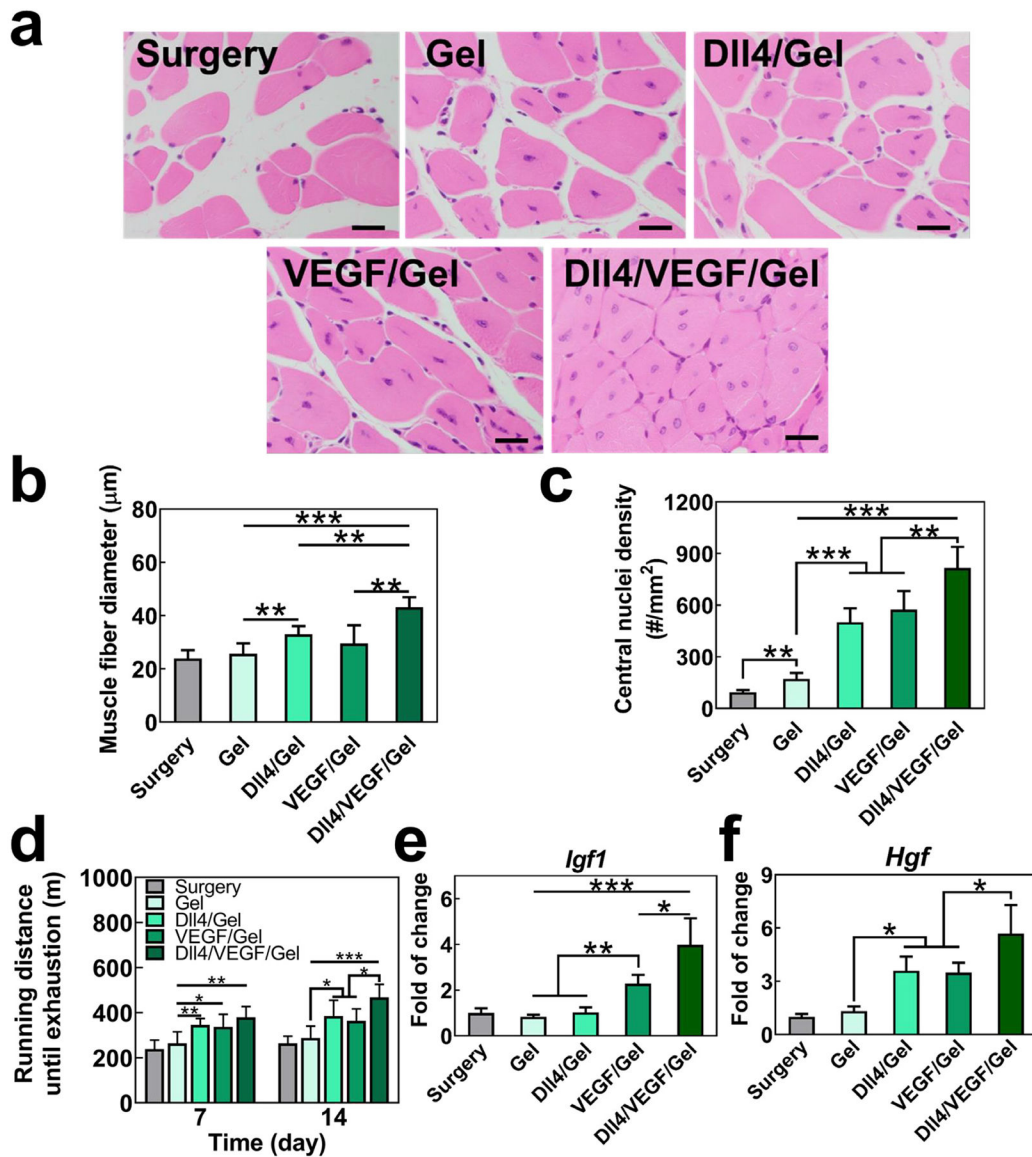 a
Surgery
Gel
Dll4/Gel
VEGF/Gel
Dll4/VEGF/Gel
b
Muscle fiber diameter (μm)
80
60
40
20
0
***
**
**
**
Surgery
Gel
Dll4/Gel
VEGF/Gel
Dll4/VEGF/Gel
c
Central nuclei density
(#/mm²)
1200
900
600
300
0
***
***
**
**
Surgery
Gel
Dll4/Gel
VEGF/Gel
Dll4/VEGF/Gel
d
Running distance
until exhaustion (m)
1000
800
600
400
200
0
Surgery
Gel
Dll4/Gel
VEGF/Gel
Dll4/VEGF/Gel
**
*
**
***
*
*
7
14
Time (day)
e
Igf1
Fold of change
6
4
2
0
***
*
**
Surgery
Gel
Dll4/Gel
VEGF/Gel
Dll4/VEGF/Gel
f
Hgf
Fold of change
9
6
3
0
*
*
Surgery
Gel
Dll4/Gel
VEGF/Gel
Dll4/VEGF/Gel